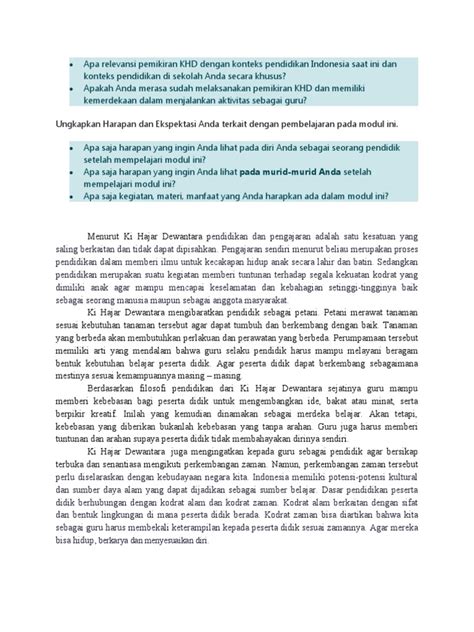 • Apa relevansi pemikiran KHD dengan konteks pendidikan Indonesia saat ini dan
konteks pendidikan di sekolah Anda secara khusus?
• Apakah Anda merasa sudah melaksanakan pemikiran KHD dan memiliki
kemerdekaan dalam menjalankan aktivitas sebagai guru?
Ungkapkan Harapan dan Ekspektasi Anda terkait dengan pembelajaran pada modul ini.
• Apa saja harapan yang ingin Anda lihat pada diri Anda sebagai seorang pendidik
setelah mempelajari modul ini?
• Apa saja harapan yang ingin Anda lihat pada murid-murid Anda setelah
mempelajari modul ini?
• Apa saja kegiatan, materi, manfaat yang Anda harapkan ada dalam modul ini?
Menurut Ki Hajar Dewantara pendidikan dan pengajaran adalah satu kesatuan yang
saling berkaitan dan tidak dapat dipisahkan. Pengajaran sendiri menurut beliau merupakan proses
pendidikan dalam memberi ilmu untuk kecakapan hidup anak secara lahir dan batin. Sedangkan
pendidikan merupakan suatu kegiatan memberi tuntunan terhadap segala kekuatan kodrat yang
dimiliki anak agar mampu mencapai keselamatan dan kebahagian setinggi-tingginya baik
sebagai seorang manusia maupun sebagai anggota masyarakat.
Ki Hajar Dewantara mengibaratkan pendidik sebagai petani. Petani merawat tanaman
sesuai kebutuhan tanaman tersebut agar dapat tumbuh dan berkembang dengan baik. Tanaman
yang berbeda akan membutuhkan perlakuan dan perawatan yang berbeda. Perumpamaan tersebut
memiliki arti yang mendalam bahwa guru selaku pendidik harus mampu melayani beragam
bentuk kebutuhan belajar peserta didik. Agar peserta didik dapat berkembang sebagaimana
mestinya sesuai kemampuannya masing – masing.
Berdasarkan filosofi pendidikan dari Ki Hajar Dewantara sejatinya guru mampu
memberi kebebasan bagi peserta didik untuk mengembangkan ide, bakat atau minat, serta
berpikir kreatif. Inilah yang kemudian dinamakan sebagai merdeka belajar. Akan tetapi,
kebebasan yang diberikan bukanlah kebebasan yang tanpa arahan. Guru juga harus memberi
tuntunan dan arahan supaya peserta didik tidak membahayakan dirinya sendiri.
Ki Hajar Dewantara juga mengingatkan kepada guru sebagai pendidik agar bersikap
terbuka dan senantiasa mengikuti perkembangan zaman. Namun, perkembangan zaman tersebut
perlu diselaraskan dengan kebudayaan negara kita. Indonesia memiliki potensi-potensi kultural
dan sumber daya alam yang dapat dijadikan sebagai sumber belajar. Dasar pendidikan peserta
didik berhubungan dengan kodrat alam dan kodrat zaman. Kodrat alam berkaitan dengan sifat
dan bentuk lingkungan di mana peserta didik berada. Kodrat zaman bisa diartikan bahwa kita
sebagai guru harus membekali keterampilan kepada peserta didik sesuai zamannya. Agar mereka
bisa hidup, berkarya dan menyesuaikan diri.